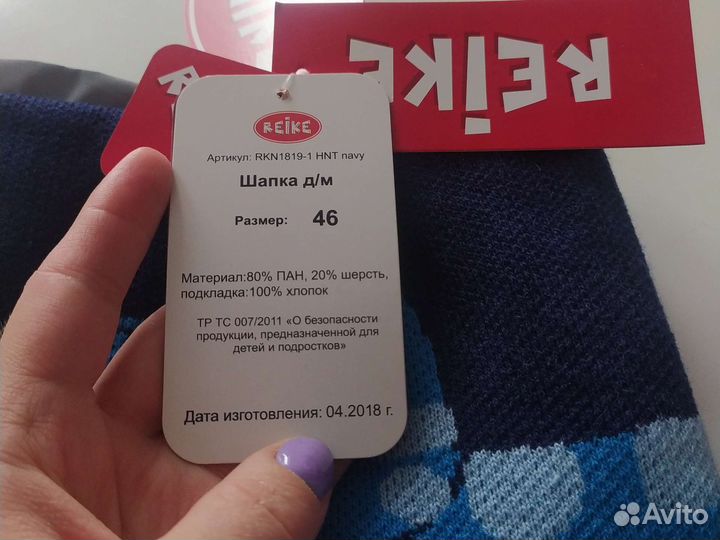 REiKE
REIKE
Артикул: RKN1819-1 HNT navy
Шапка д/м
Размер: 46
Материал:80% ПАН, 20% шерсть,
подкладка:100% хлопок
ТР ТС 007/2011 «О безопасности
продукции, предназначенной для
детей и подростков»
Дата изготовления: 04.2018 г.
Avito